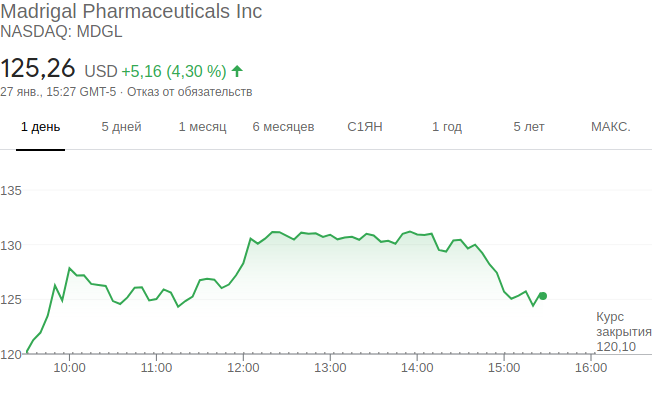 Madrigal Pharmaceuticals Inc
NASDAQ: MDGL
125,26 USD +5,16 (4,30 %)
27 янв., 15:27 GMT-5 · Отказ от обязательств
1 день 5 дней 1 месяц 6 месяцев С1ЯН 1 год 5 лет МАКС.
135
130
125
120
Курс
закрытия
120,10
10:00 11:00 12:00 13:00 14:00 15:00 16:00